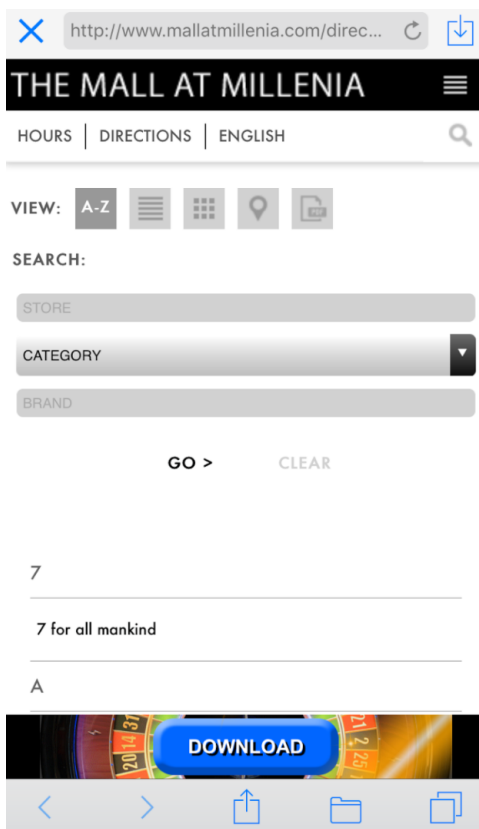 http://www.mallatmillenia.com/direc...
THE MALL AT MILLENIA
HOURS | DIRECTIONS | ENGLISH
VIEW: A-Z PDF
SEARCH:
STORE
CATEGORY
BRAND
GO > CLEAR
7
7 for all mankind
A
DOWNLOAD